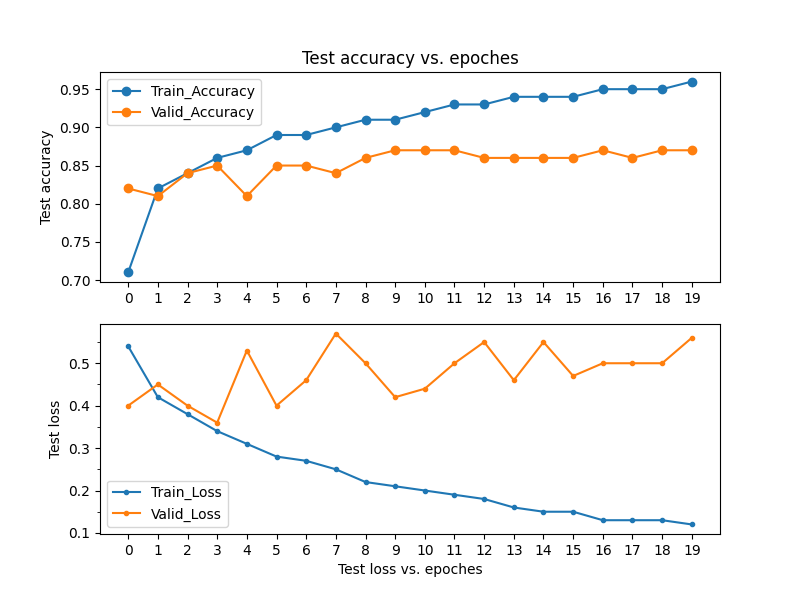 Test accuracy vs. epoches
Test accuracy
0.95
0.90
0.85
0.80
0.75
0.70
Train_Accuracy
Valid_Accuracy
0 1 2 3 4 5 6 7 8 9 10 11 12 13 14 15 16 17 18 19
Test loss
0.5
0.4
0.3
0.2
0.1
Train_Loss
Valid_Loss
0 1 2 3 4 5 6 7 8 9 10 11 12 13 14 15 16 17 18 19
Test loss vs. epoches